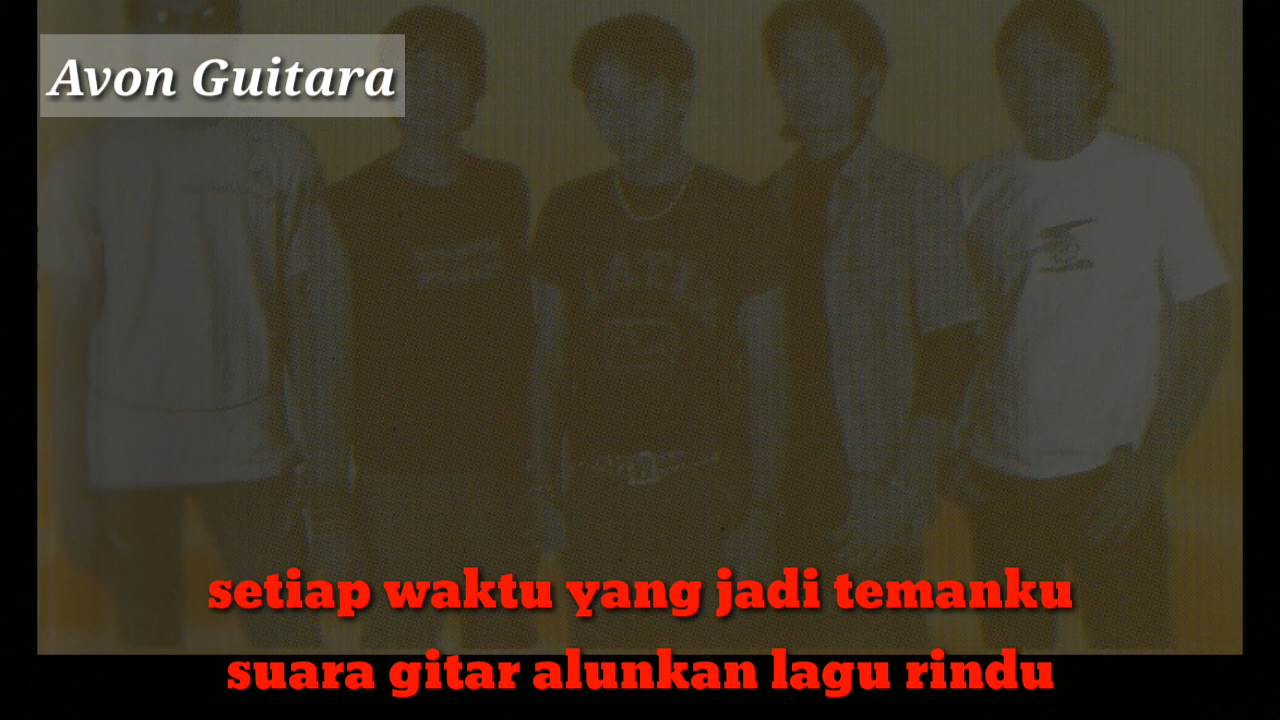 Avon Guitara
setiap waktu yang jadi temanku
suara gitar alunkan lagu rindu